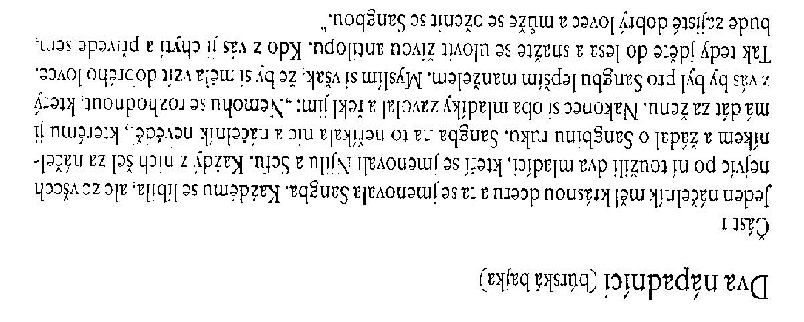 Dva nápadníci (búrská bajka)
Část 1
Jeden náčelník měl krásnou dceru a ta se jmenovala Sangba. Každému se líbila, ale ze všech
nejvíc po ní toužili dva mladíci, kteří se jmenovali Njilu a Setu. Každý z nich šel za náčel-
níkem a žádal o Sangbinu ruku. Sangba na to neříkala nic a náčelník nevěděl, kterému ji
má dát za ženu. Nakonec si oba mladíky zavolal a řekl jim: „Nemohu se rozhodnout, který
z vás by byl pro Sangbu lepším manželem. Myslím si však, že by si měla vzít dobrého lovce.
Tak tedy jděte do lesa a snažte se ulovit živou antilopu. Kdo z vás ji chytí a přivede sem,
bude zajisté dobrý lovec a může se oženit se Sangbou.“